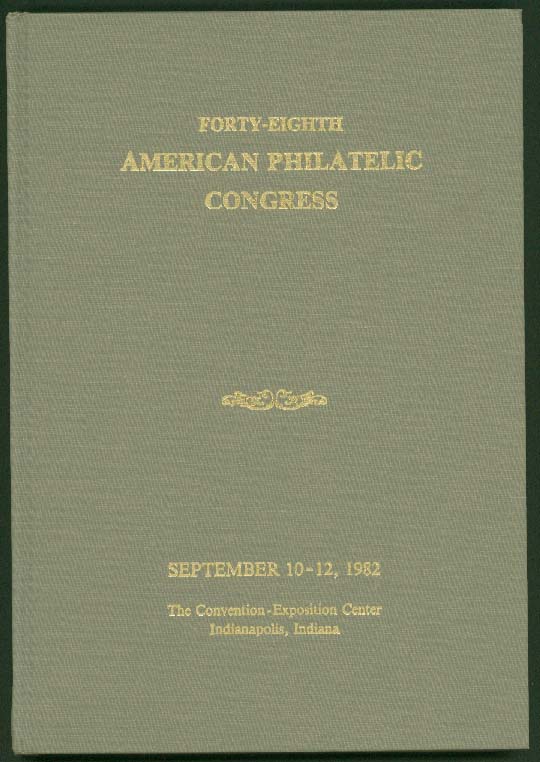 FORTY-EIGHTH
AMERICAN PHILATELIC
CONGRESS
SEPTEMBER 10-12, 1982
The Convention-Exposition Center
Indianapolis, Indiana